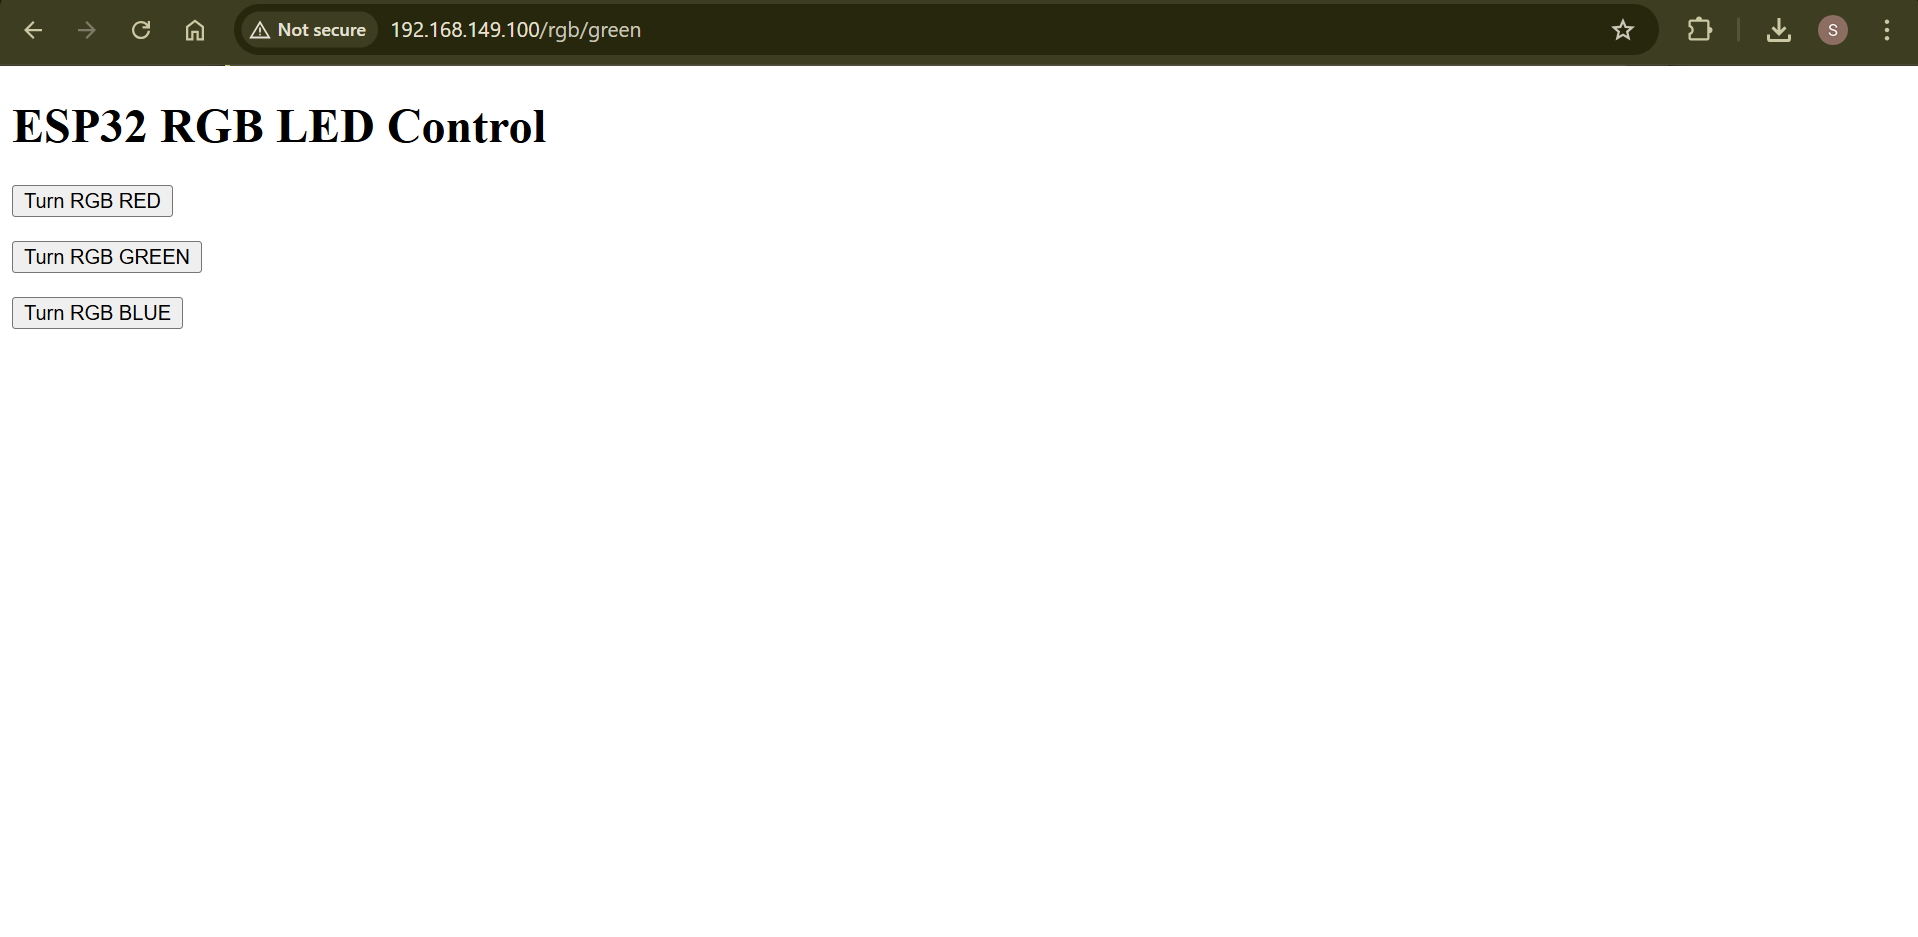 Not secure 192.168.149.100/rgb/green S
ESP32 RGB LED Control
Turn RGB RED
Turn RGB GREEN
Turn RGB BLUE